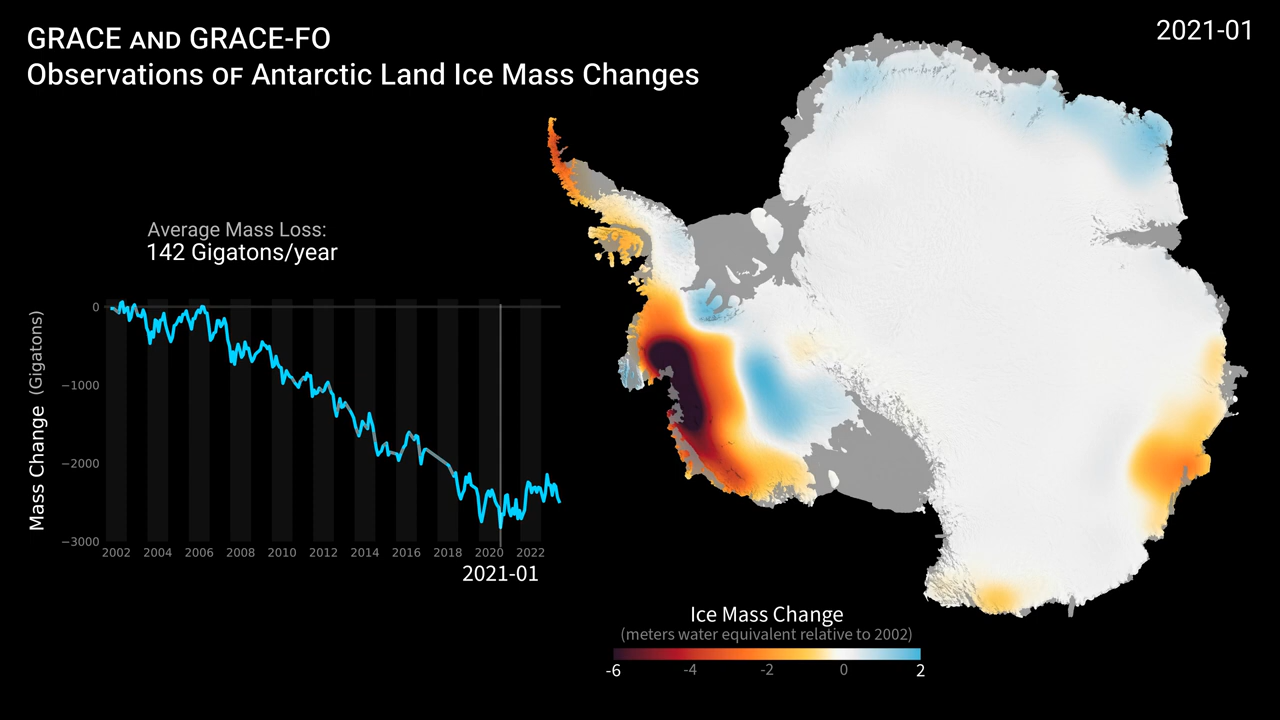 GRACE AND GRACE-FO
Observations OF Antarctic Land Ice Mass Changes
2021-01
Average Mass Loss:
142 Gigatons/year
Mass Change (Gigatons)
0
−1000
−2000
−3000
2002 2004 2006 2008 2010 2012 2014 2016 2018 2020 2022
2021-01
Ice Mass Change
(meters water equivalent relative to 2002)
-6 -4 -2 0 2